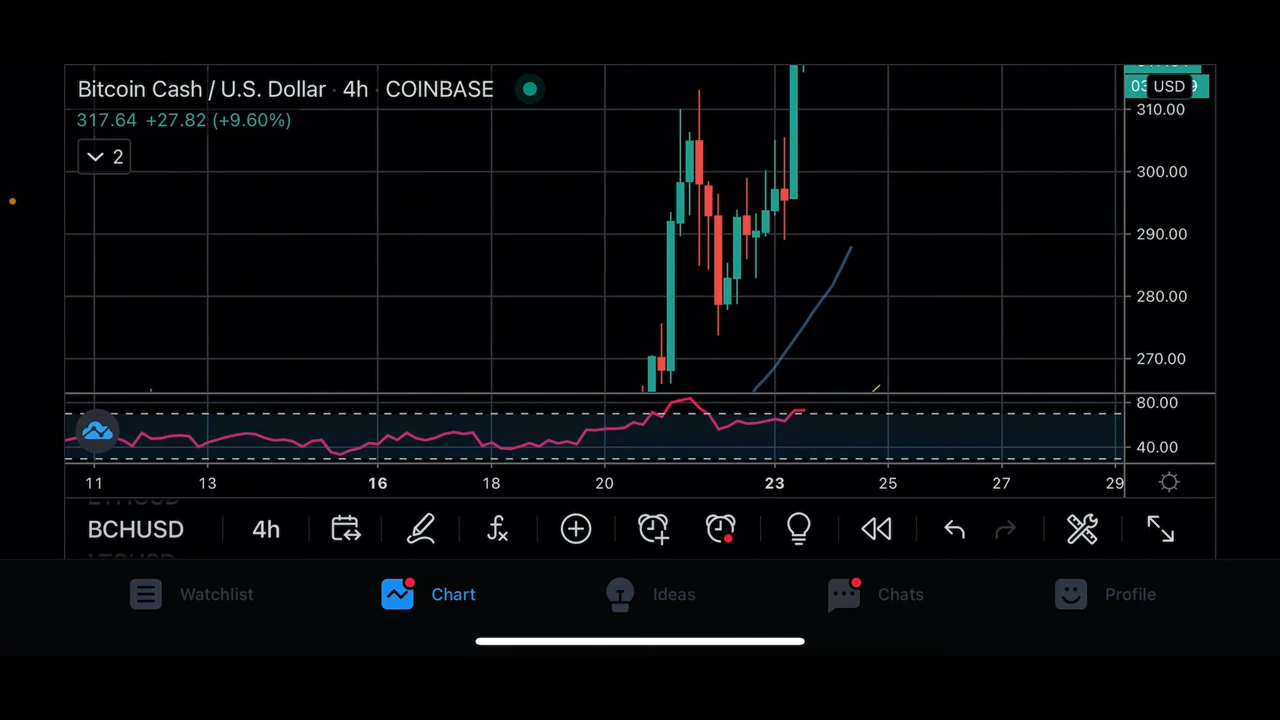 Bitcoin Cash / U.S. Dollar · 4h · COINBASE
317.64 +27.82 (+9.60%)
2
USD
310.00
300.00
290.00
280.00
270.00
80.00
40.00
11 13 16 18 20 23 25 27 29
BCHUSD 4h
Watchlist Chart Ideas Chats Profile